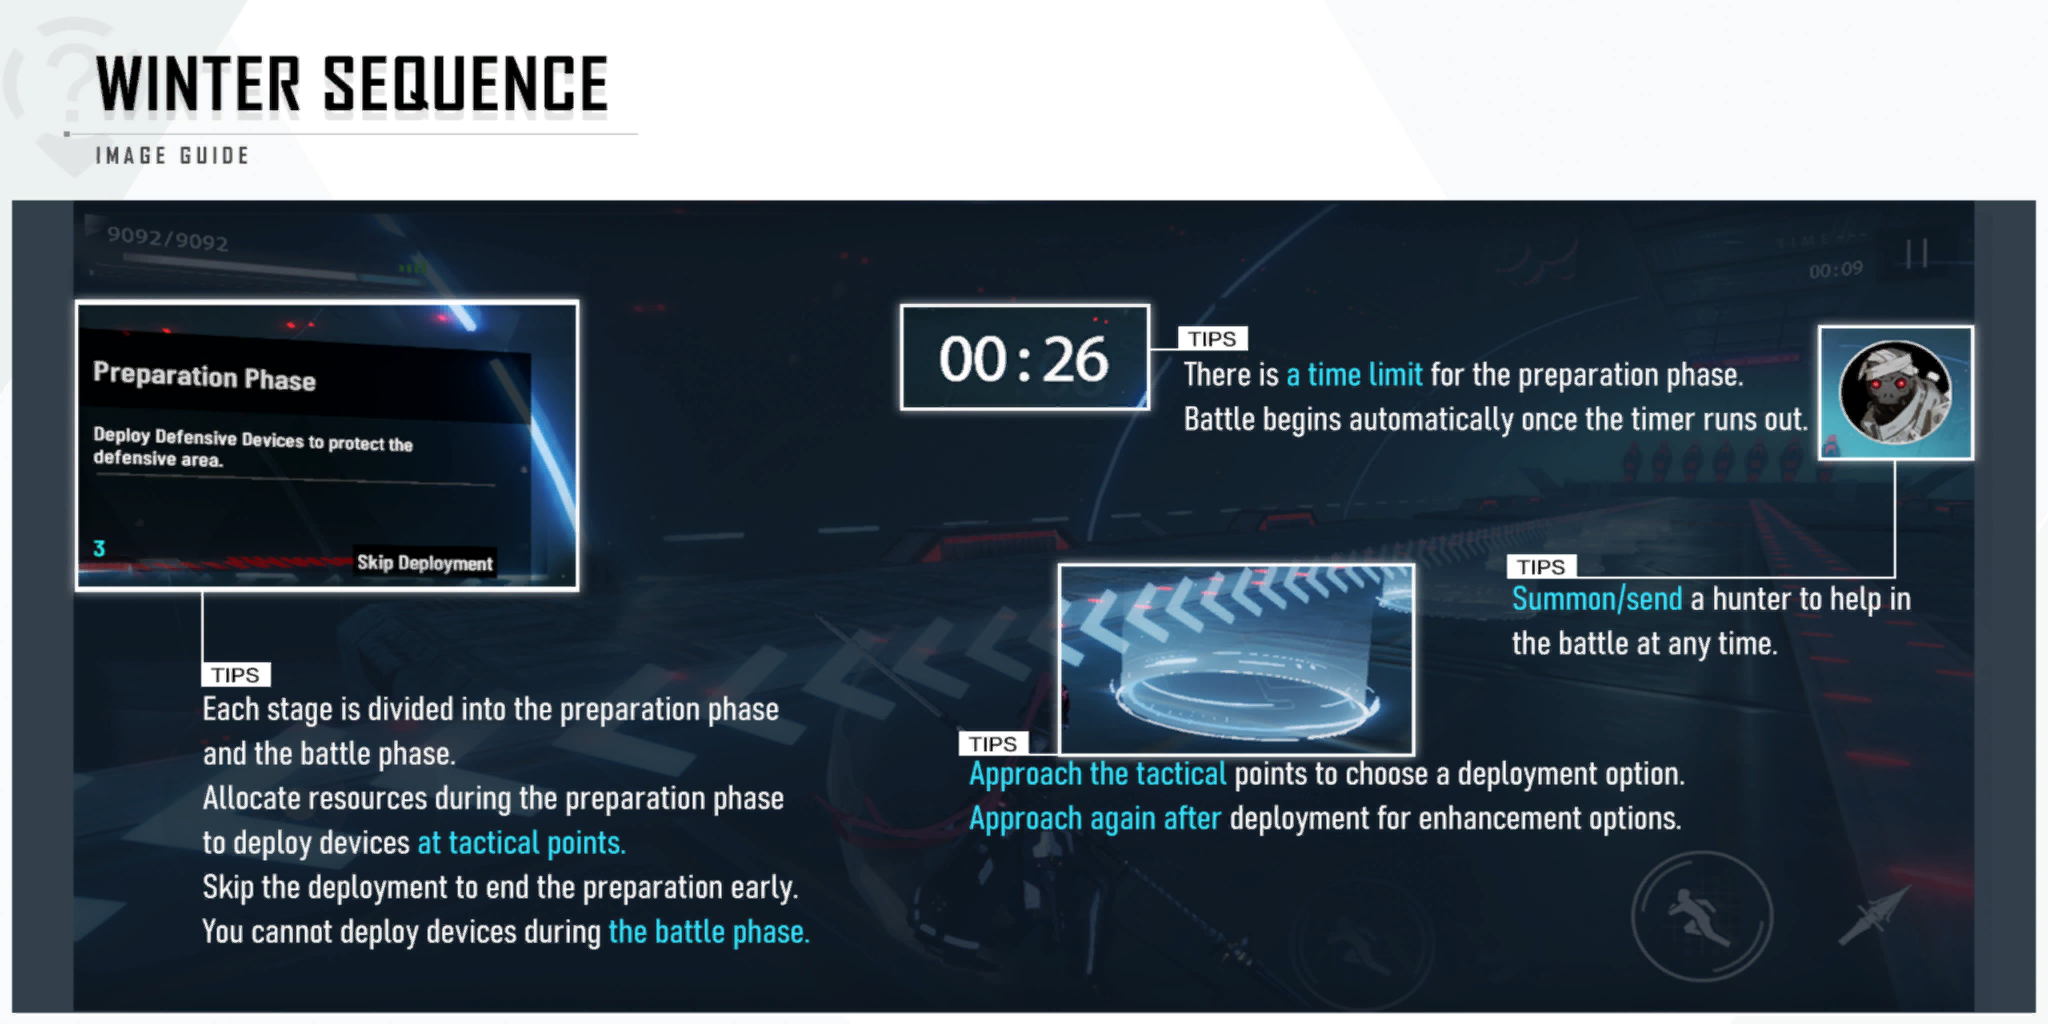 WINTER SEQUENCE
IMAGE GUIDE
9092/9092
00:09
Preparation Phase
Deploy Defensive Devices to protect the
defensive area.
3
Skip Deployment
00:26
TIPS
There is a time limit for the preparation phase.
Battle begins automatically once the timer runs out.
TIPS
Summon/send a hunter to help in
the battle at any time.
TIPS
Each stage is divided into the preparation phase
and the battle phase.
Allocate resources during the preparation phase
to deploy devices at tactical points.
Skip the deployment to end the preparation early.
You cannot deploy devices during the battle phase.
TIPS
Approach the tactical points to choose a deployment option.
Approach again after deployment for enhancement options.